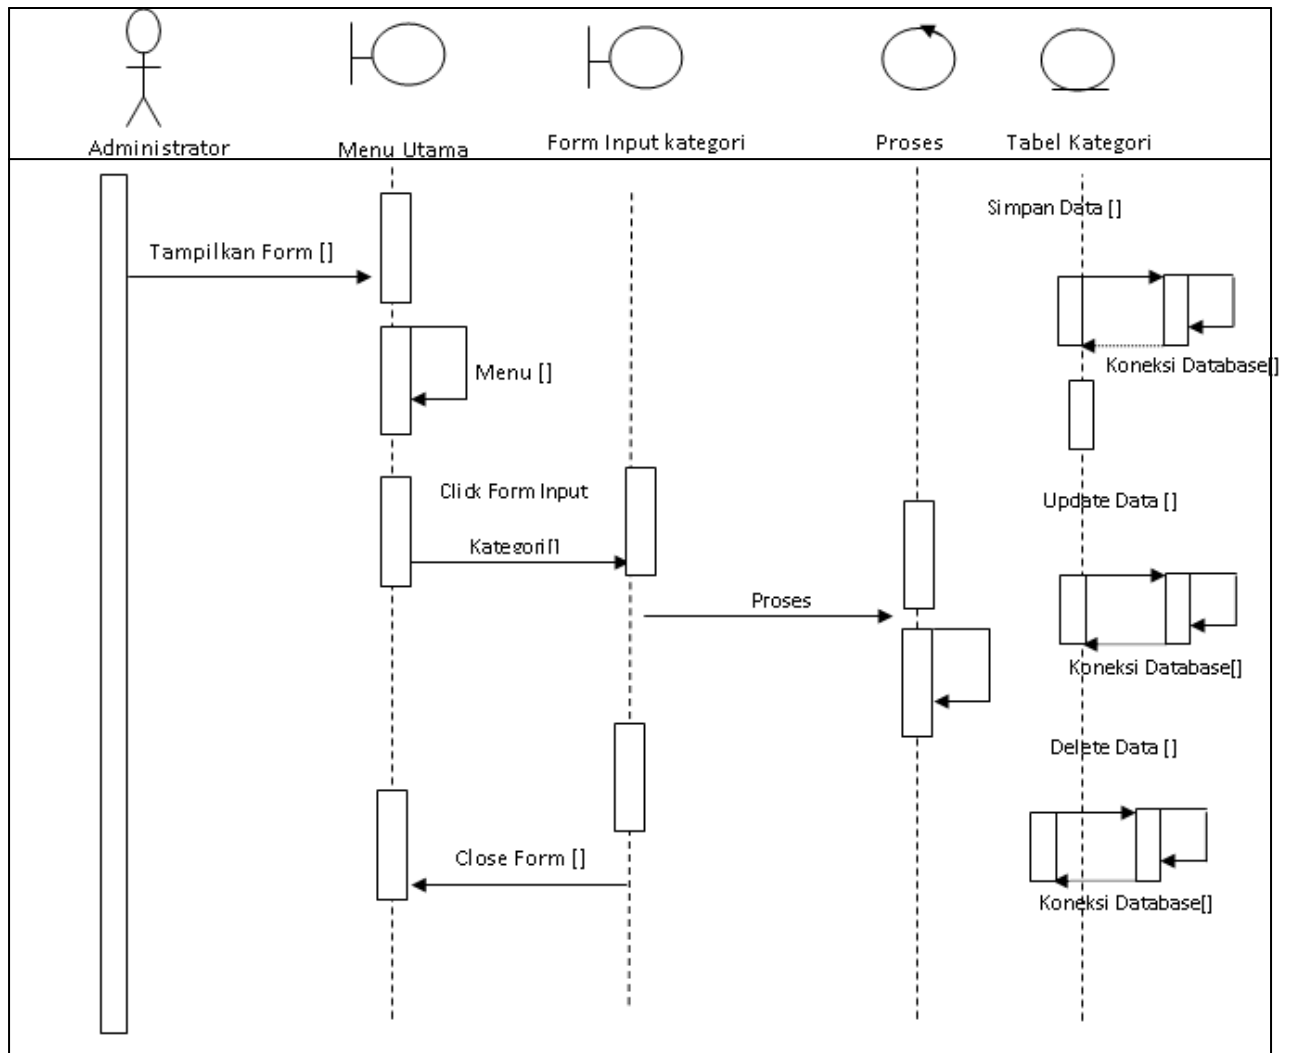 Administrator
Menu Utama
Form Input kategori
Proses
Tabel Kategori
Simpan Data []
Tampilkan Form []
Koneksi Database[]
Menu []
Click Form Input
Kategori[]
Update Data []
Proses
Koneksi Database[]
Delete Data []
Close Form []
Koneksi Database[]